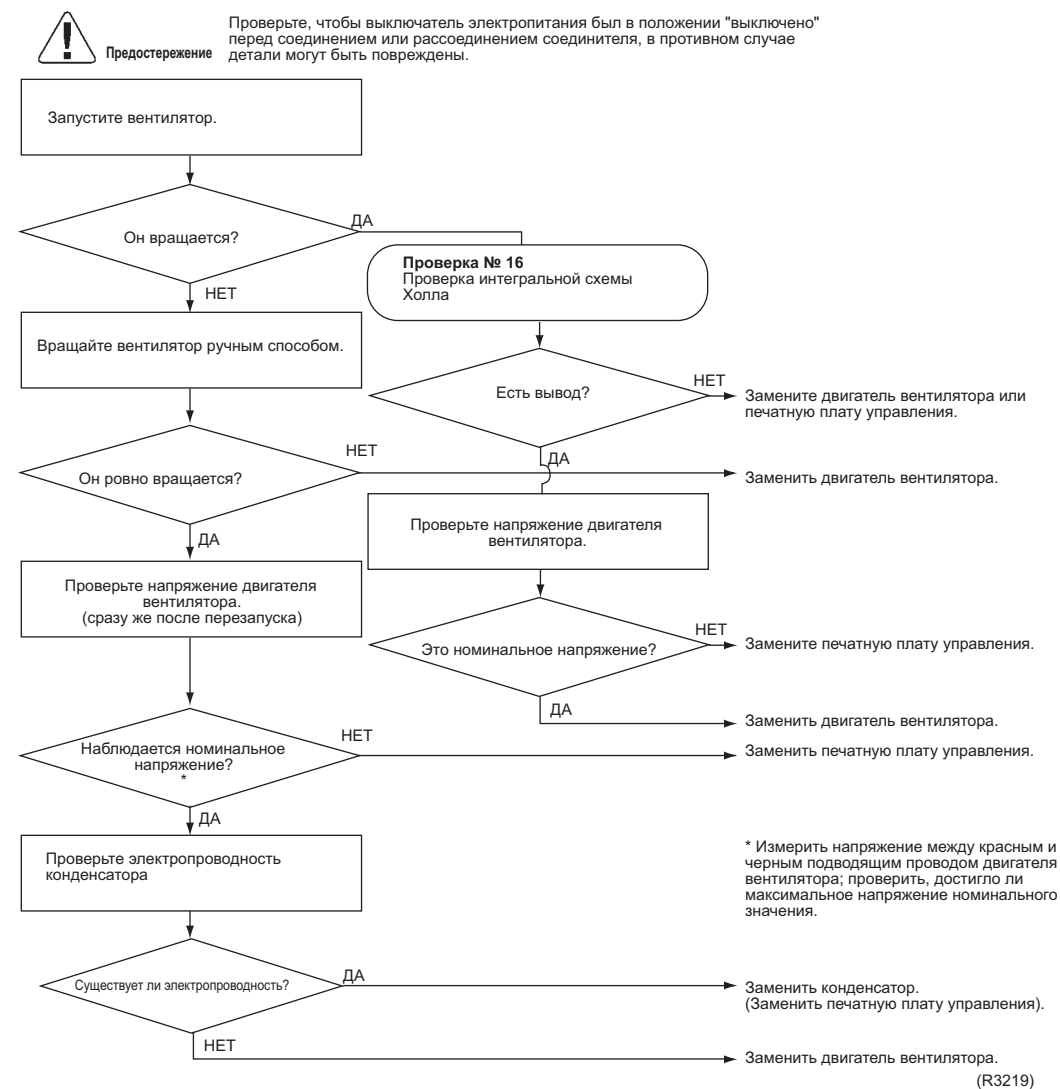 Проверьте, чтобы выключатель электропитания был в положении "выключено"
перед соединением или рассоединением соединителя, в противном случае
детали могут быть повреждены.
Предостережение
Запустите вентилятор.
Он вращается?
ДА
НЕТ
Проверка № 16
Проверка интегральной схемы
Холла
Вращайте вентилятор ручным способом.
Есть вывод?
НЕТ
Замените двигатель вентилятора или
печатную плату управления.
ДА
Он ровно вращается?
НЕТ
Заменить двигатель вентилятора.
ДА
Проверьте напряжение двигателя
вентилятора.
Проверьте напряжение двигателя
вентилятора.
(сразу же после перезапуска)
Это номинальное напряжение?
НЕТ
Замените печатную плату управления.
ДА
Заменить двигатель вентилятора.
Наблюдается номинальное
напряжение?
*
НЕТ
Заменить печатную плату управления.
ДА
Проверьте электропроводность
конденсатора
* Измерить напряжение между красным и
черным подводящим проводом двигателя
вентилятора; проверить, достигло ли
максимальное напряжение номинального
значения.
Существует ли электропроводность?
ДА
Заменить конденсатор.
(Заменить печатную плату управления).
НЕТ
Заменить двигатель вентилятора.
(R3219)